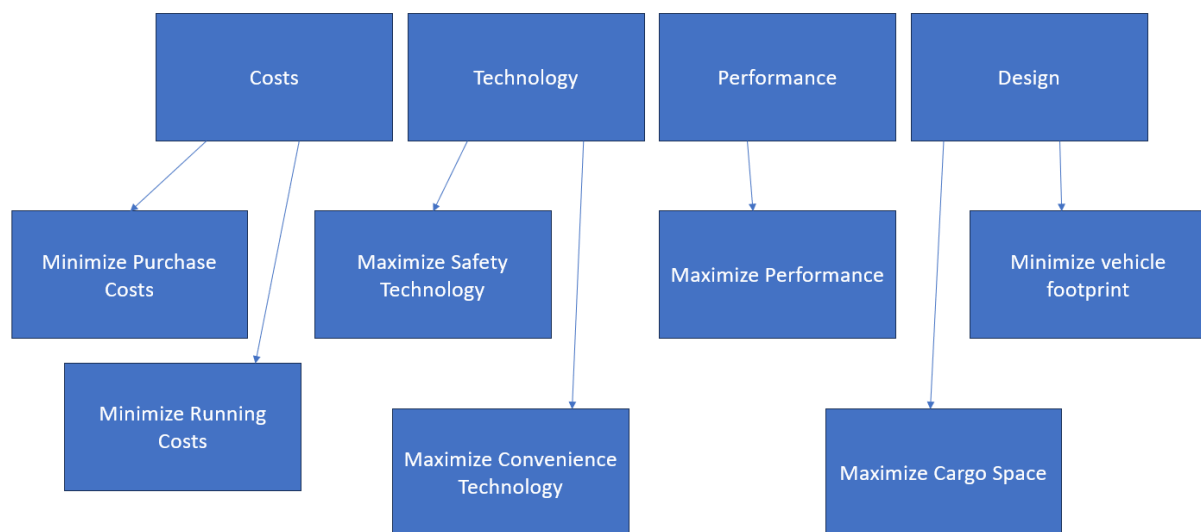 Costs
Technology
Performance
Design
Minimize Purchase
Costs
Maximize Safety
Technology
Maximize Performance
Minimize vehicle
footprint
Minimize Running
Costs
Maximize Convenience
Technology
Maximize Cargo Space